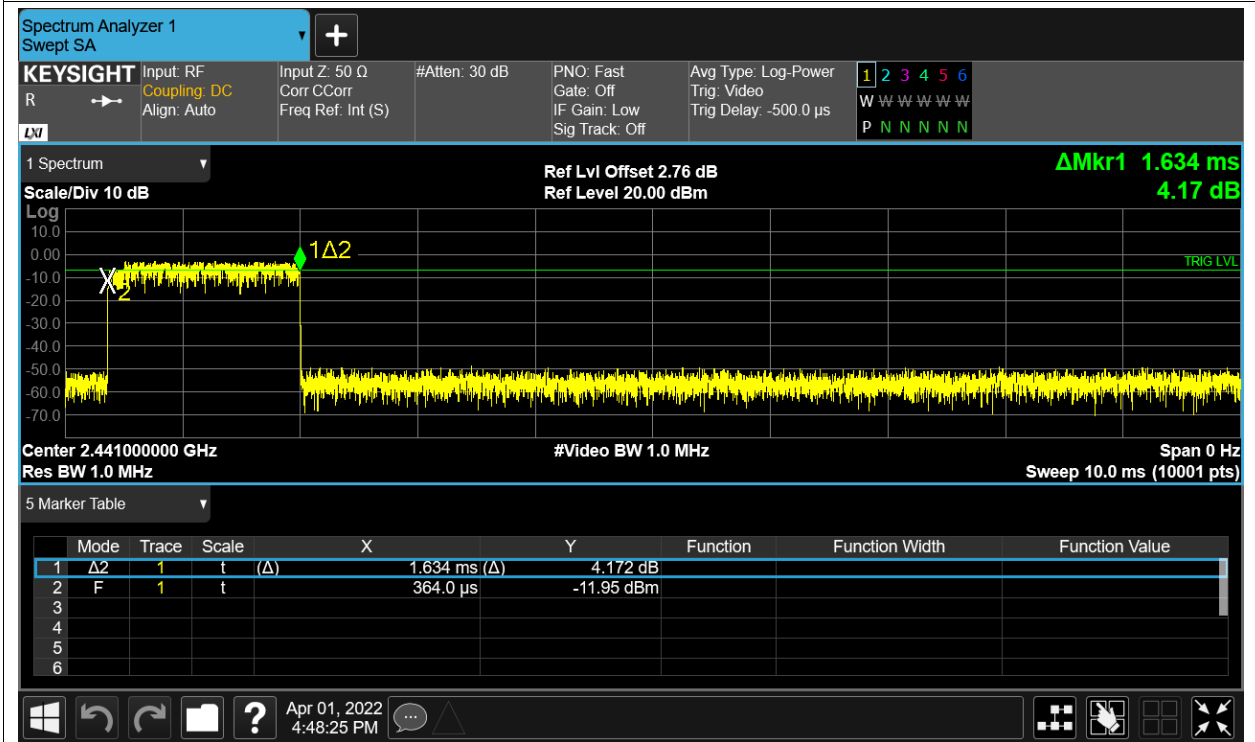 Spectrum Analyzer 1
Swept SA
+
KEYSIGHT Input: RF Input Z: 50 Ω #Atten: 30 dB PNO: Fast Avg Type: Log-Power 1 2 3 4 5 6
R Coupling: DC Corr CCorr Gate: Off Trig: Video W W W W W W
Align: Auto Freq Ref: Int (S) IF Gain: Low Trig Delay: -500.0 µs
LXI Sig Track: Off P N N N N N
1 Spectrum Ref Lvl Offset 2.76 dB ΔMkr1 1.634 ms
Scale/Div 10 dB Ref Level 20.00 dBm 4.17 dB
Log
10.0
0.00 1Δ2 TRIG LVL
-10.0 X2
-20.0
-30.0
-40.0
-50.0
-60.0
-70.0
Center 2.441000000 GHz #Video BW 1.0 MHz Span 0 Hz
Res BW 1.0 MHz Sweep 10.0 ms (10001 pts)
5 Marker Table
Mode Trace Scale X Y Function Function Width Function Value
1 Δ2 1 t (Δ) 1.634 ms (Δ) 4.172 dB
2 F 1 t 364.0 µs -11.95 dBm
3
4
5
6
? Apr 01, 2022
4:48:25 PM